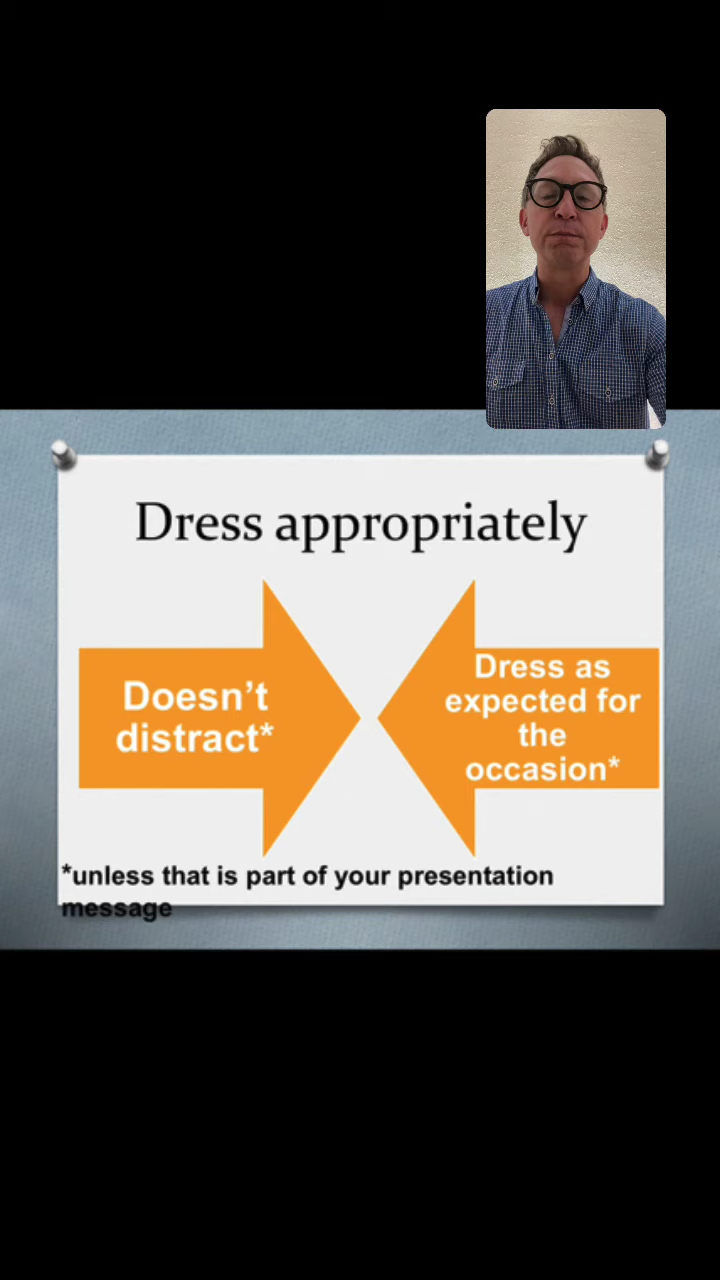 Dress appropriately
Doesn’t
distract*
Dress as
expected for
the
occasion*
*unless that is part of your presentation
message